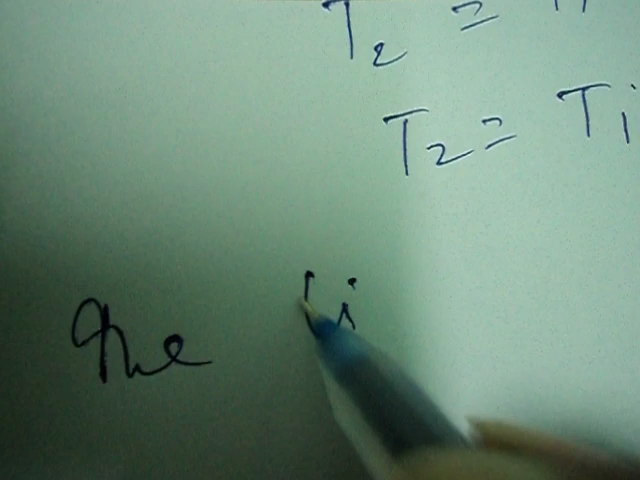 T₂ =
T₂ = T₁
The